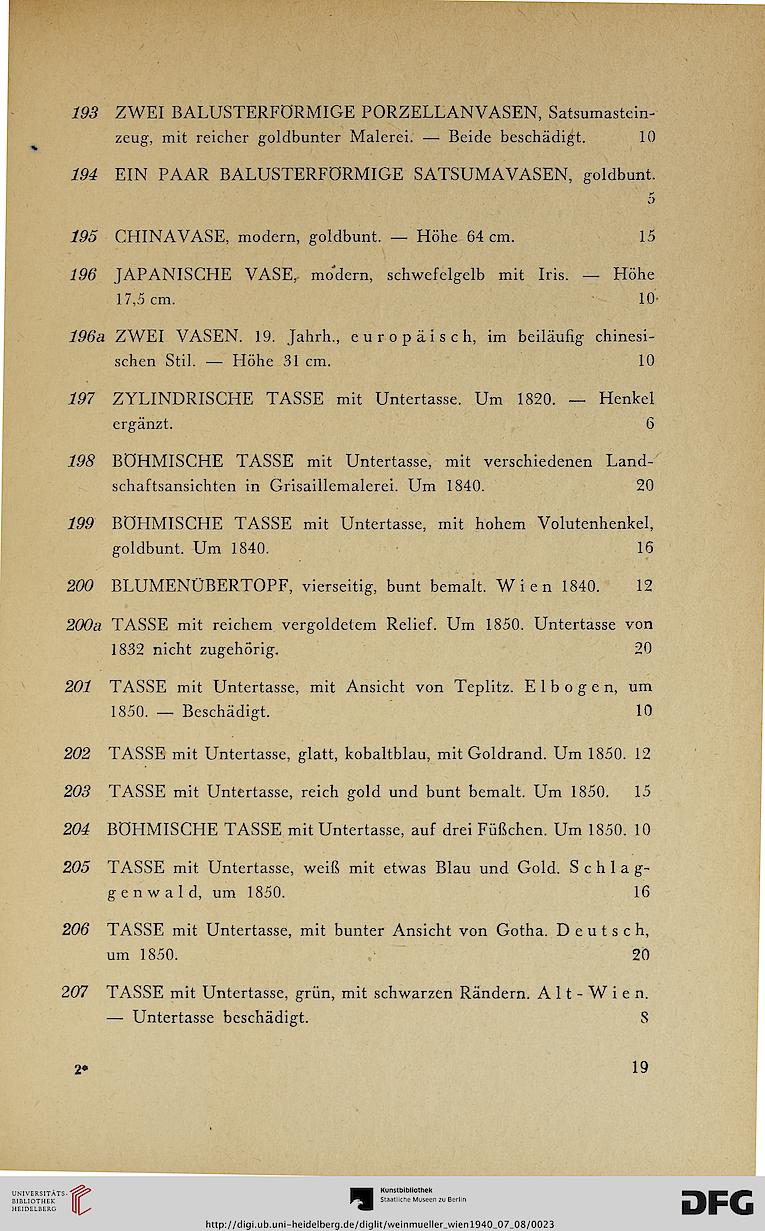 193 ZWEI BALUSTERFÖRMIGE PORZELLANVASEN, Satsumastein-
zeug, mit reicher goldbunter Malerei. — Beide beschädigt. 10
194 EIN PAAR BALUSTERFÖRMIGE SATSUMAVASEN, goldbunt.
5
195 CHINAVASE, modern, goldbunt. — Höhe 64 cm. 15
196 JAPANISCHE VASE, modern, schwefelgelb mit Iris. — Höhe
17,5 cm. 10
196a ZWEI VASEN. 19. Jahrh., europäisch, im beiläufig chinesi-
schen Stil. — Höhe 31 cm. 10
197 ZYLINDRISCHE TASSE mit Untertasse. Um 1820. — Henkel
ergänzt. 6
198 BÖHMISCHE TASSE mit Untertasse, mit verschiedenen Land-
schaftsansichten in Grisaillemalerei. Um 1840. 20
199 BÖHMISCHE TASSE mit Untertasse, mit hohem Volutenhenkel,
goldbunt. Um 1840. 16
200 BLUMENÜBERTOPF, vierseitig, bunt bemalt. Wien 1840. 12
200a TASSE mit reichem vergoldetem Relief. Um 1850. Untertasse von
1832 nicht zugehörig. 20
201 TASSE mit Untertasse, mit Ansicht von Teplitz. Elbogen, um
1850. — Beschädigt. 10
202 TASSE mit Untertasse, glatt, kobaltblau, mit Goldrand. Um 1850. 12
203 TASSE mit Untertasse, reich gold und bunt bemalt. Um 1850. 15
204 BÖHMISCHE TASSE mit Untertasse, auf drei Füßchen. Um 1850. 10
205 TASSE mit Untertasse, weiß mit etwas Blau und Gold. Schlag-
genwald, um 1850. 16
206 TASSE mit Untertasse, mit bunter Ansicht von Gotha. Deutsch,
um 1850. 20
207 TASSE mit Untertasse, grün, mit schwarzen Rändern. Alt-Wien.
— Untertasse beschädigt. 8
2* 19
UNIVERSITÄTS-
BIBLIOTHEK
HEIDELBERG
Kunstbibliothek
Staatliche Museen zu Berlin
DFG
http://digi.ub.uni-heidelberg.de/diglit/weinmueller_wien1940_07_08/0023